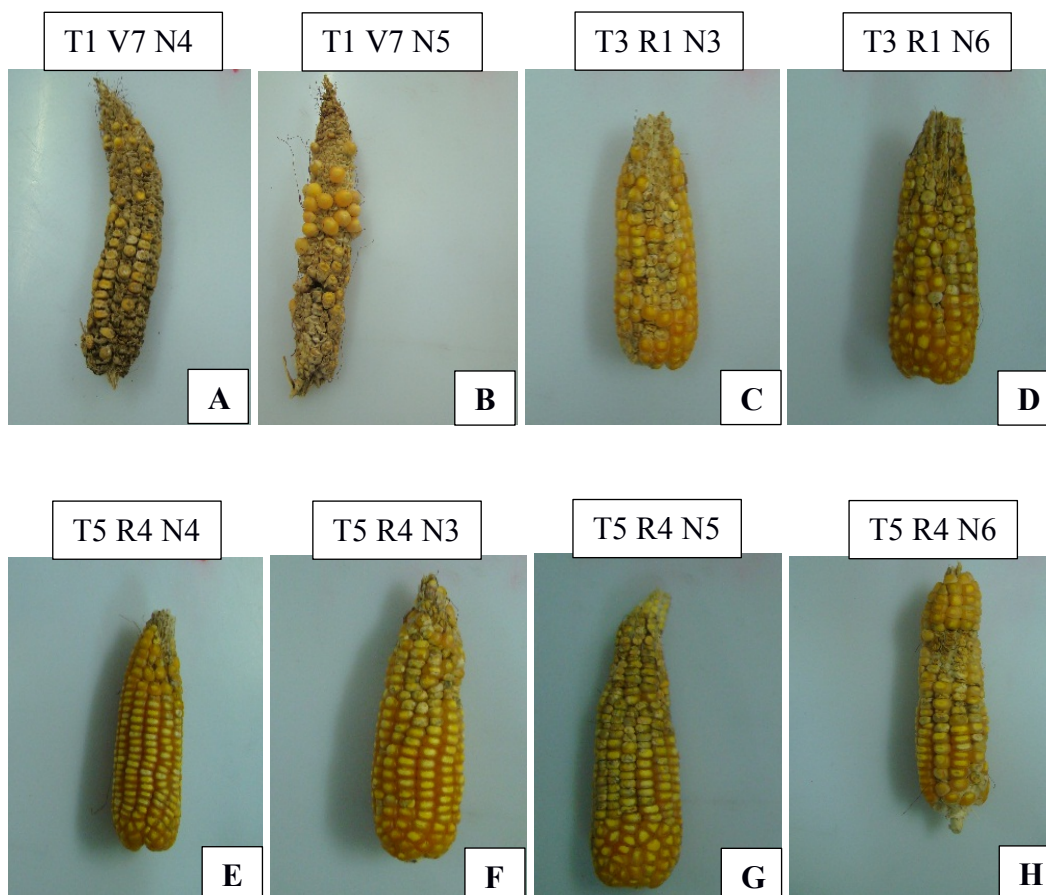 T1 V7 N4
T1 V7 N5
T3 R1 N3
T3 R1 N6
A
B
C
D
T5 R4 N4
T5 R4 N3
T5 R4 N5
T5 R4 N6
E
F
G
H